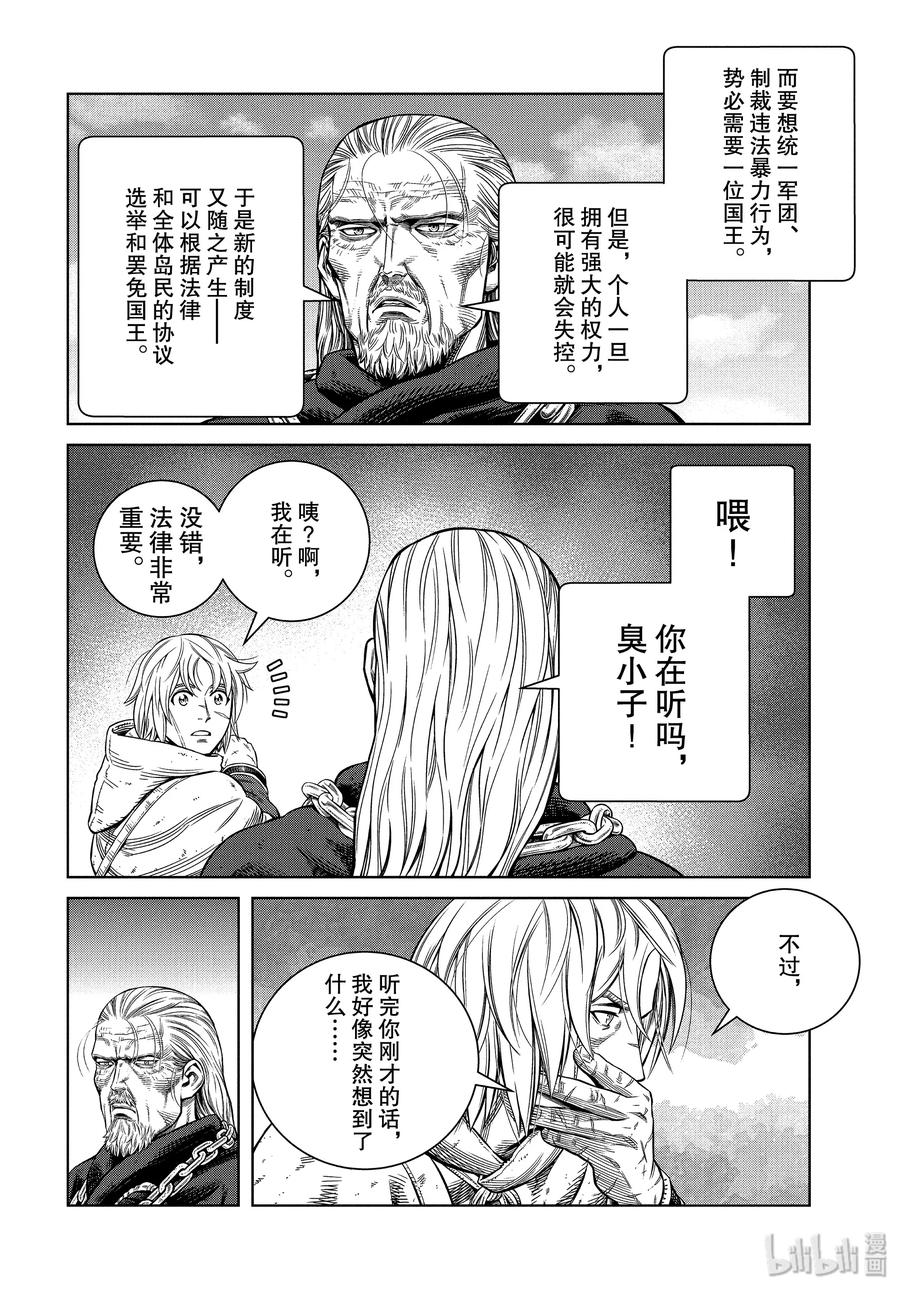 而要想统一军团、
制裁违法暴力行为，
势必需要一位国王。
但是，个人一旦
拥有强大的权力，
很可能就会失控。
于是新的制度
又随之产生——
可以根据法律
和全体岛民的协议
选举和罢免国王。
喂！
你在听吗，
臭小子！
咦？啊，
我在听。
没错，
法律非常
重要。
不过，
听完你刚才的话，
我好像突然想到了
什么……
bilibili漫画